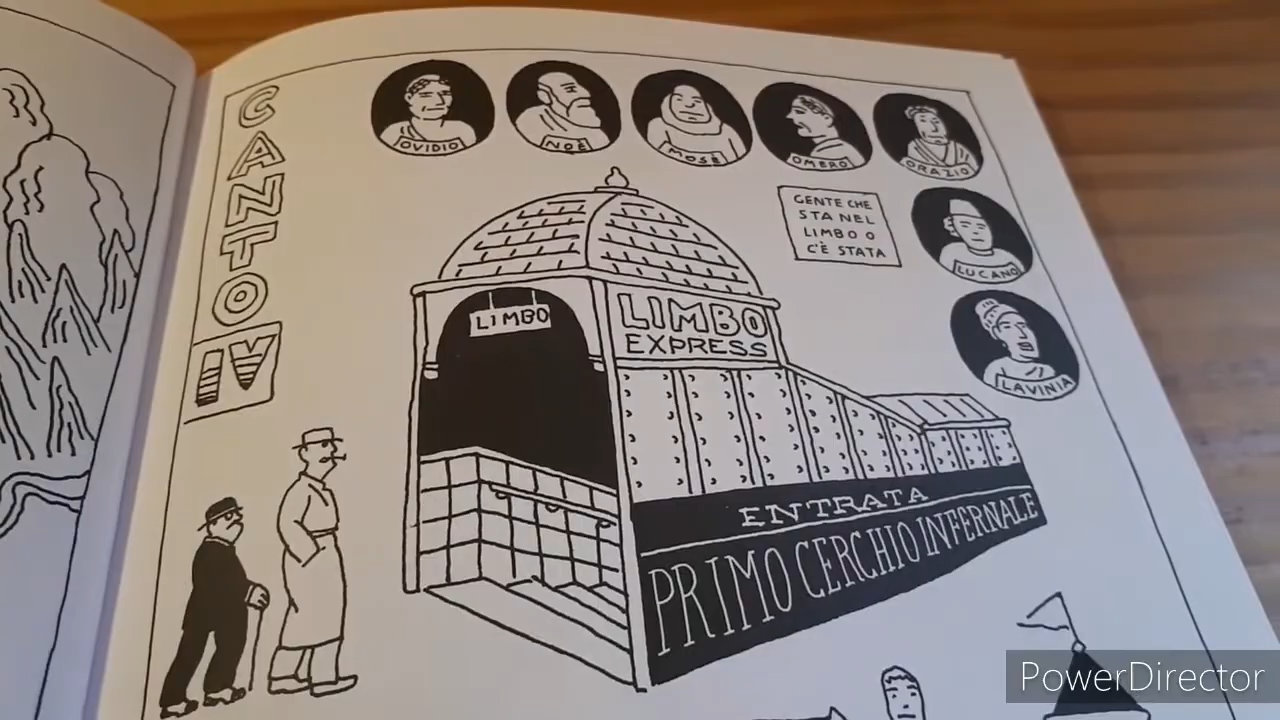 CANTO
IV
OVIDIO
NOÈ
MOSÈ
OMERO
ORAZIO
GENTE CHE
STA NEL
LIMBO O
C'È STATA
LUCANO
LAVINIA
LIMBO
LIMBO
EXPRESS
ENTRATA
PRIMO CERCHIO INFERNALE
PowerDirector